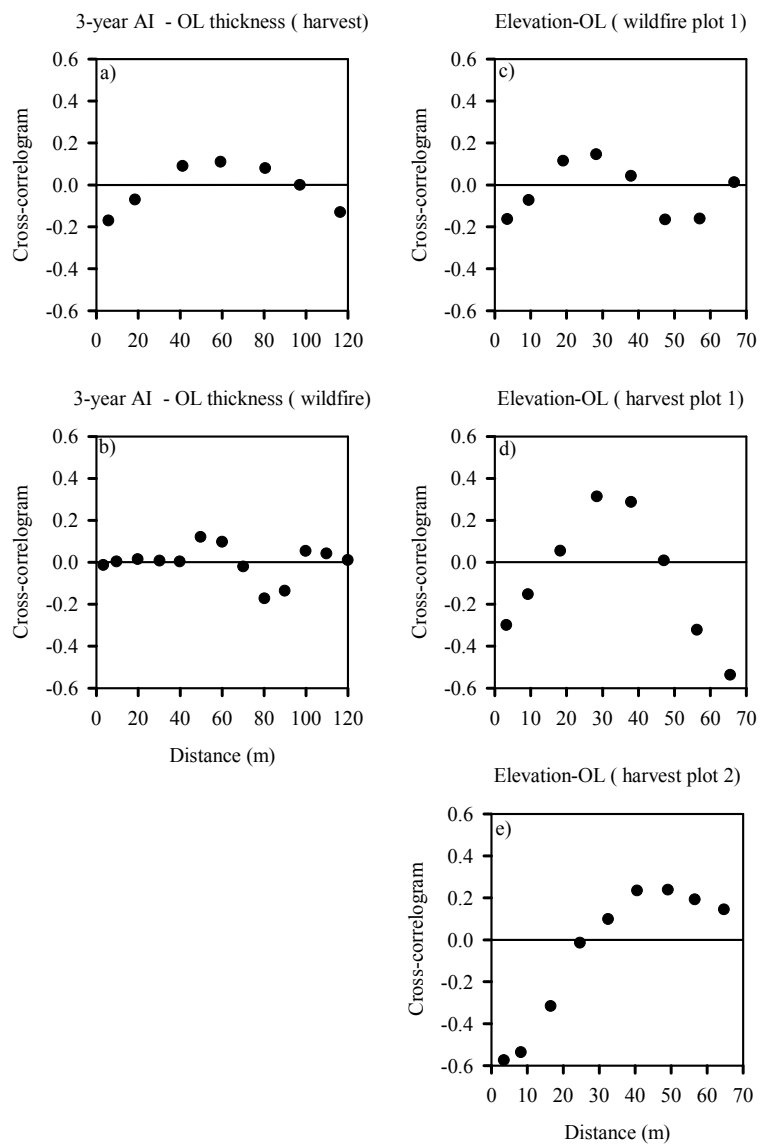 3-year AI - OL thickness ( harvest)
a)
Cross-correlogram
0.6
0.4
0.2
0.0
-0.2
-0.4
-0.6
0 20 40 60 80 100 120
Elevation-OL ( wildfire plot 1)
c)
Cross-correlogram
0.6
0.4
0.2
0.0
-0.2
-0.4
-0.6
0 10 20 30 40 50 60 70
3-year AI - OL thickness ( wildfire)
b)
Cross-correlogram
0.6
0.4
0.2
0.0
-0.2
-0.4
-0.6
0 20 40 60 80 100 120
Distance (m)
Elevation-OL ( harvest plot 1)
d)
Cross-correlogram
0.6
0.4
0.2
0.0
-0.2
-0.4
-0.6
0 10 20 30 40 50 60 70
Elevation-OL ( harvest plot 2)
e)
Cross-correlogram
0.6
0.4
0.2
0.0
-0.2
-0.4
-0.6
0 10 20 30 40 50 60 70
Distance (m)